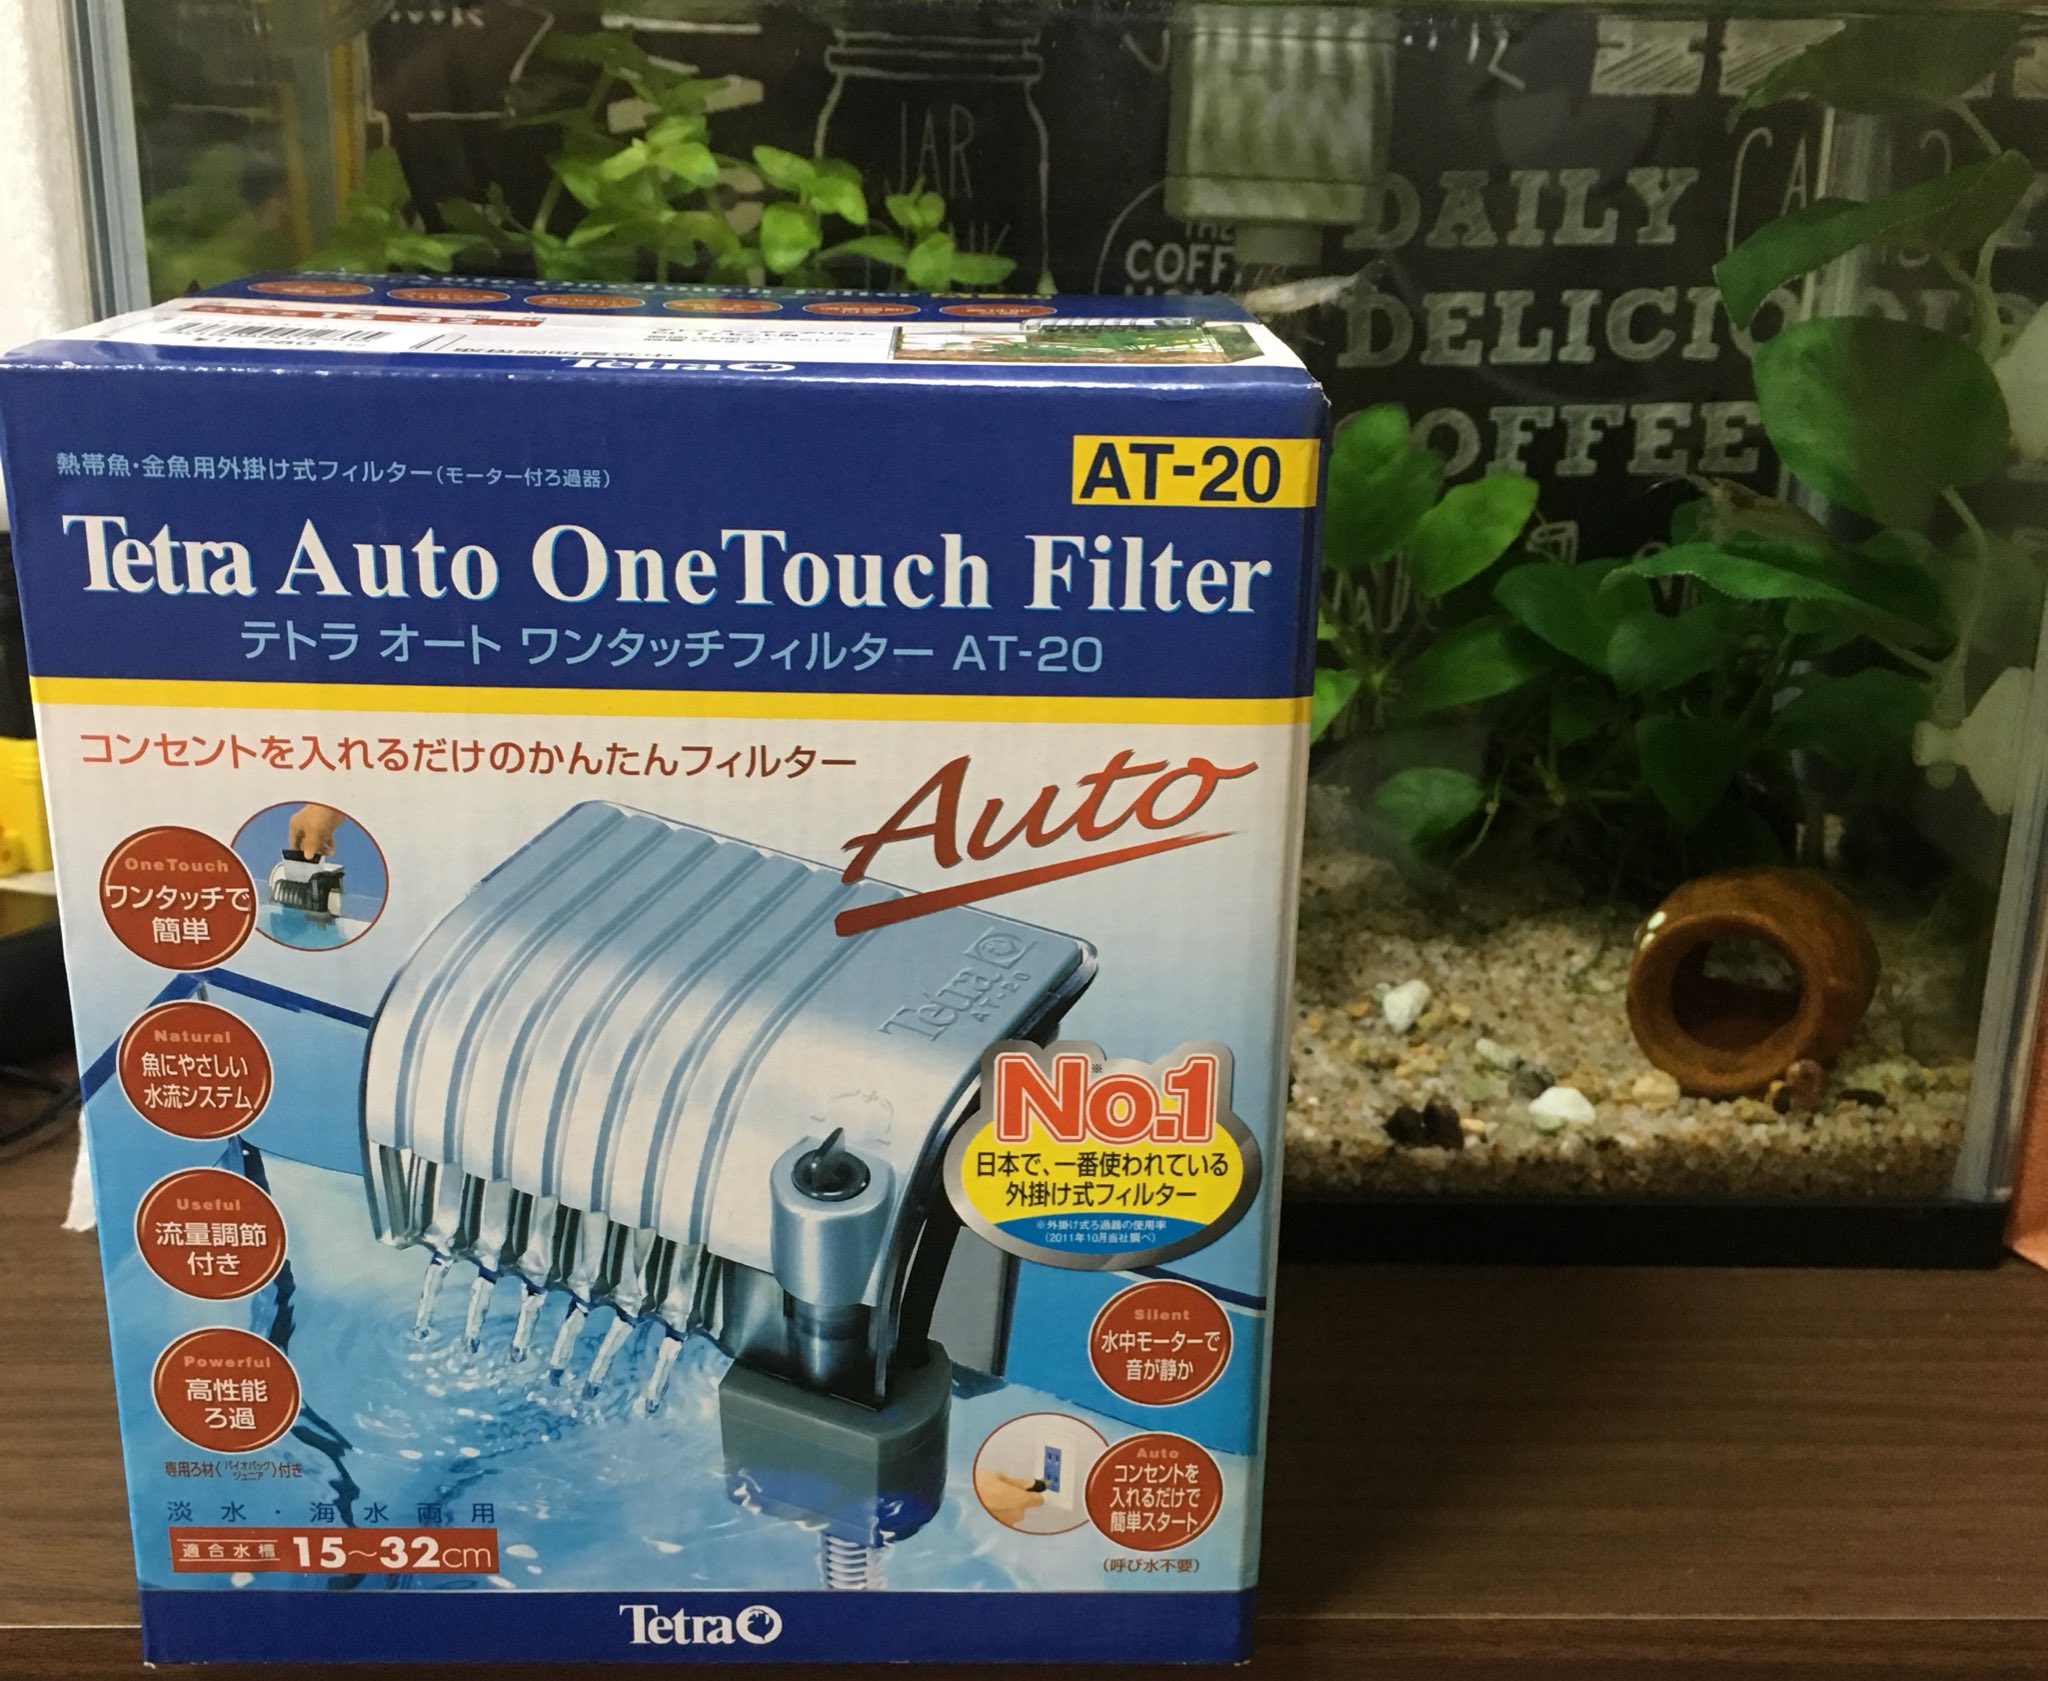 Tetra
熱帯魚・金魚用外掛け式フィルター(モーター付ろ過器)
AT-20
Tetra Auto OneTouch Filter
テトラ オート ワンタッチフィルター AT-20
コンセントを入れるだけのかんたんフィルター
Auto
OneTouch
ワンタッチで
簡単
Natural
魚にやさしい
水流システム
Useful
流量調節
付き
Powerful
高性能
ろ過
専用ろ材(バイオバッグ
ジュニア)付き
淡水・海水両用
適合水槽 15~32cm
Tetra
AT-20
No.1
※
日本で、一番使われている
外掛け式フィルター
※外掛け式ろ過器の使用率
(2011年10月当社調べ)
Silent
水中モーターで
音が静か
Auto
コンセントを
入れるだけで
簡単スタート
(呼び水不要)
Tetra
JAR
THE
COFF
DAILY
DELICIO
COFFEE